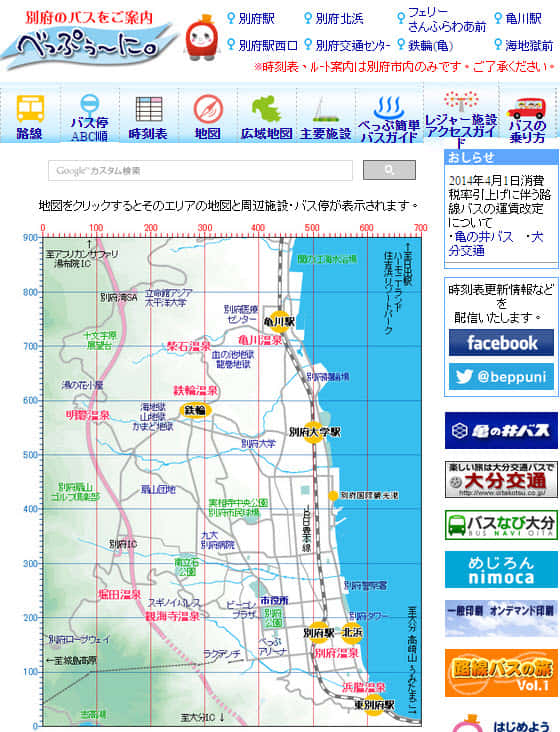 別府のバスをご案内
べっぷぅ〜に。
別府駅
別府北浜
フェリー
さんふらわあ前
亀川駅
別府駅西口
別府交通ｾﾝﾀｰ
鉄輪(亀)
海地獄前
※時刻表、ﾙｰﾄ案内は別府市内のみです。ご了承ください。
路線
バス停
ABC順
時刻表
地図
広域地図
主要施設
べっぷ簡単
バスガイド
レジャー施設
アクセスガイ
ド
バスの
乗り方
Google™ カスタム検索
おしらせ
2014年4月1日消費
税率引上げに伴う路
線バスの運賃改定
について
・亀の井バス ・大
分交通
地図をクリックするとそのエリアの地図と周辺施設・バス停が表示されます。
時刻表更新情報など
を
配信いたします。
facebook
@beppuni
亀の井バス
楽しい旅は大分交通バスで
大分交通
http://www.oitakotsu.co.jp/
バスなび大分
BUS NAVI OITA
めじろん
nimoca
一般印刷 オンデマンド印刷
路線バスの旅
Vol.1
はじめよう
0 100 200 300 400 500 600 700
900
800
700
600
500
400
300
200
100
0
至アフリカンサファリ
湯布院IC
至日出駅
ハーモニーランド
住吉浜リゾートパーク
関の江海水浴場
別府湾SA
立命館アジア
太平洋大学
別府医療
センター
亀川駅
十文字原
展望台
柴石温泉
亀川温泉
血の池地獄
龍巻地獄
湯の花小屋
鉄輪温泉
別府競輪場
明礬温泉
海地獄
山地獄
かまど地獄
鉄輪
別府大学駅
別府大学
別府扇山
ゴルフ倶楽部
扇山団地
別府国際観光港
実相寺中央公園
別府市民球場
JR日豊本線
別府IC
九大
別府病院
南立石
公園
別府警察署
堀田温泉
スギノイパレス
観海寺温泉
ビーコン
プラザ
市役所
別府
公園
別府タワー
至大分
高崎山
うみたまご→
別府ロープウェイ
別府駅
北浜
べっぷ
アリーナ
別府温泉
ラクテンチ
←至城島高原
浜脇温泉
志高湖
至大分IC ↓
東別府駅